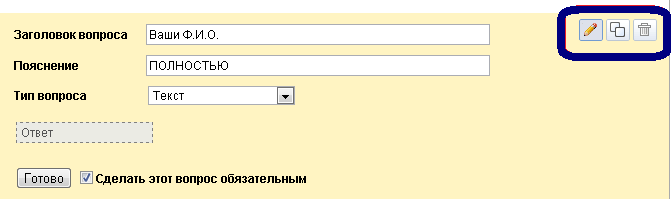 Заголовок вопроса Ваши Ф.И.О.
Пояснение ПОЛНОСТЬЮ
Тип вопроса Текст
Ответ
Готово Сделать этот вопрос обязательным